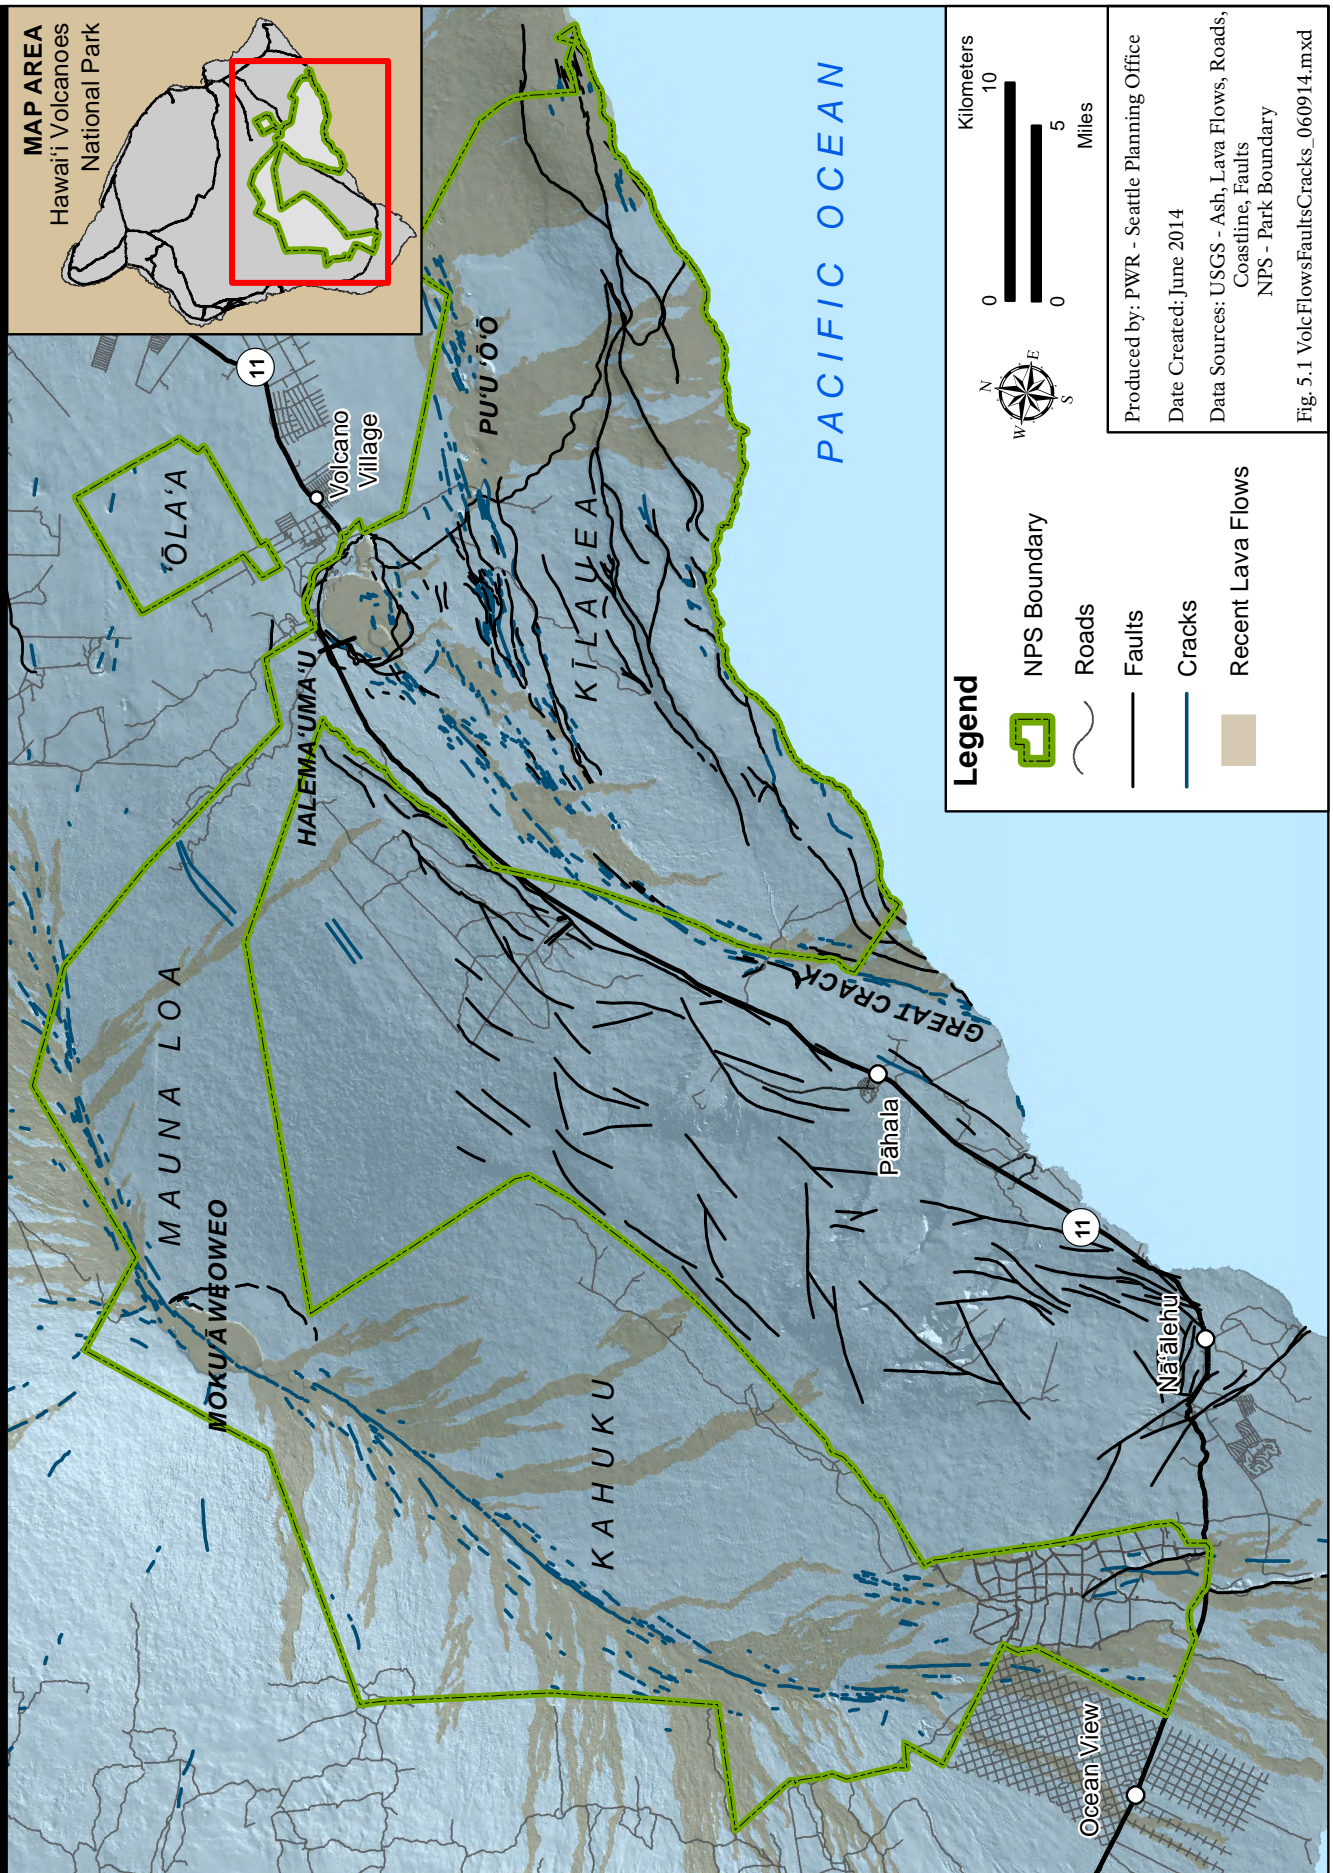 MAP AREA
Hawai‘i Volcanoes
National Park
11
‘ŌLA‘A
Volcano
Village
PU‘U ‘Ō‘Ō
HALEMA‘UMA‘U
KĪLAUEA
MAUNA LOA
MOKU‘ĀWEOWEO
KAHUKU
GREAT CRACK
Pāhala
11
Nā‘ālehu
Ocean View
PACIFIC OCEAN
Legend
NPS Boundary
Roads
Faults
Cracks
Recent Lava Flows
N
W
E
S
Kilometers
0
10
0
5
Miles
Produced by: PWR - Seattle Planning Office
Date Created: June 2014
Data Sources: USGS - Ash, Lava Flows, Roads,
Coastline, Faults
NPS - Park Boundary
Fig. 5.1 VolcFlowsFaultsCracks_060914.mxd